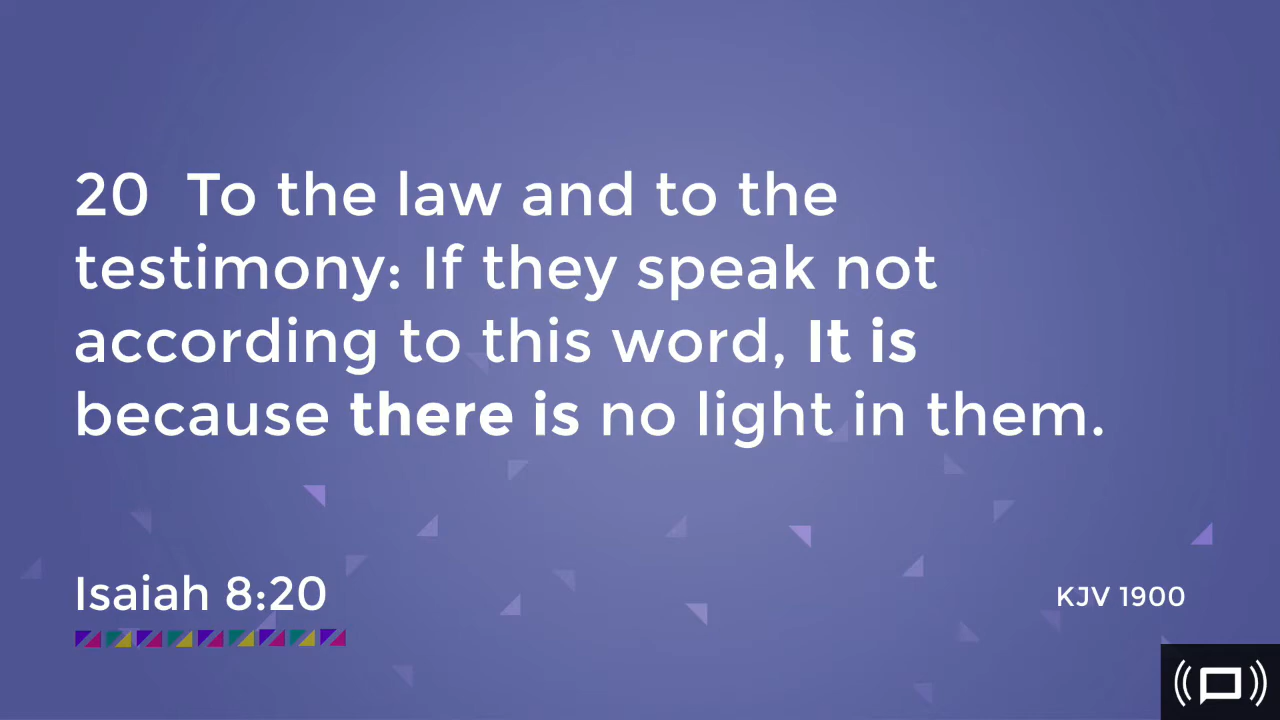 20 To the law and to the
testimony: If they speak not
according to this word, It is
because there is no light in them.
Isaiah 8:20
KJV 1900